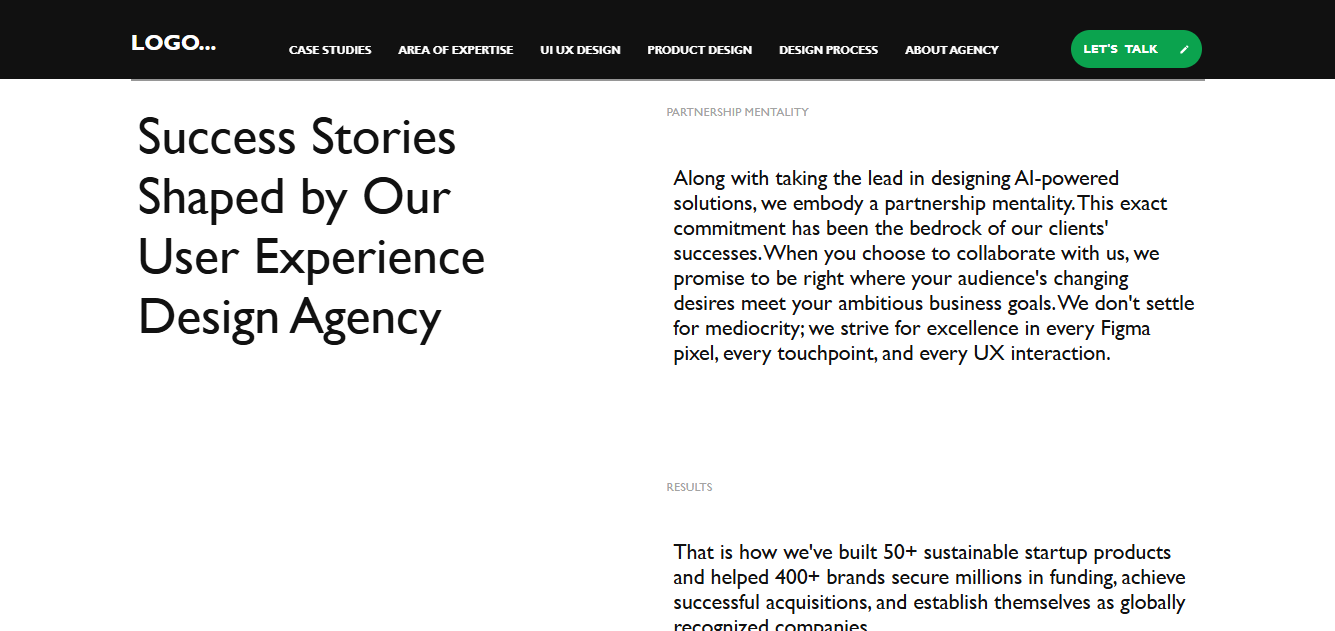 LOGO...
CASE STUDIES AREA OF EXPERTISE UI UX DESIGN PRODUCT DESIGN DESIGN PROCESS ABOUT AGENCY LET'S TALK
Success Stories
Shaped by Our
User Experience
Design Agency
PARTNERSHIP MENTALITY
Along with taking the lead in designing AI-powered
solutions, we embody a partnership mentality. This exact
commitment has been the bedrock of our clients'
successes. When you choose to collaborate with us, we
promise to be right where your audience's changing
desires meet your ambitious business goals. We don't settle
for mediocrity; we strive for excellence in every Figma
pixel, every touchpoint, and every UX interaction.
RESULTS
That is how we've built 50+ sustainable startup products
and helped 400+ brands secure millions in funding, achieve
successful acquisitions, and establish themselves as globally
recognized companies